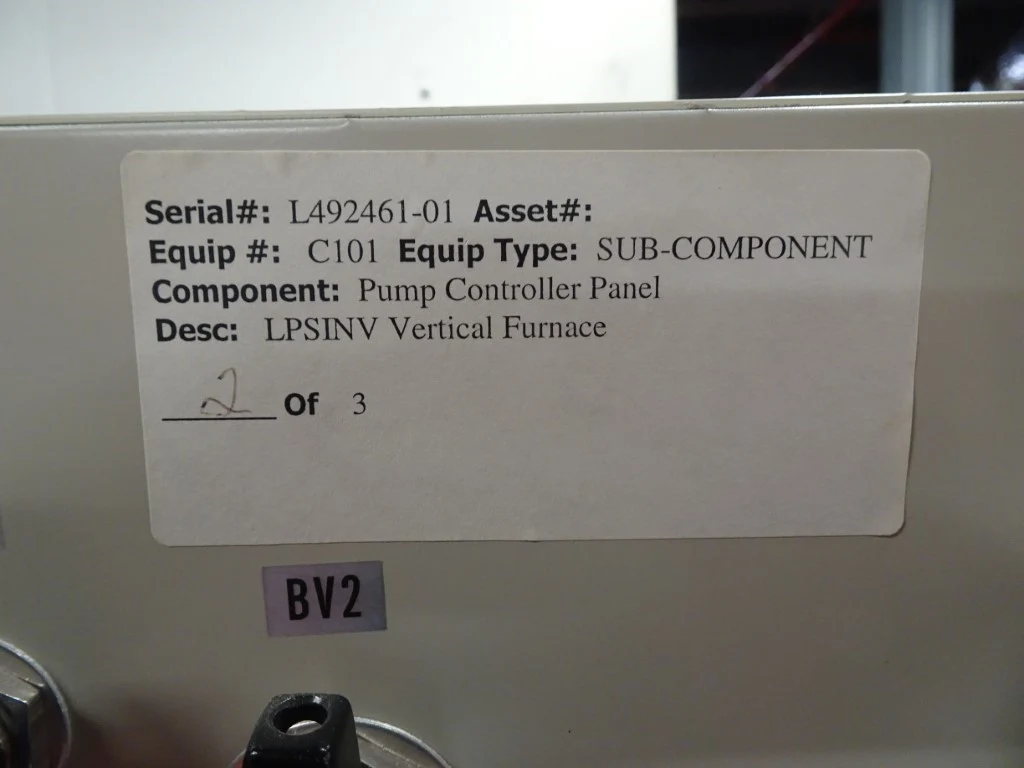 Serial#: L492461-01 Asset#:
Equip #: C101 Equip Type: SUB-COMPONENT
Component: Pump Controller Panel
Desc: LPSINV Vertical Furnace
2 Of 3
BV2